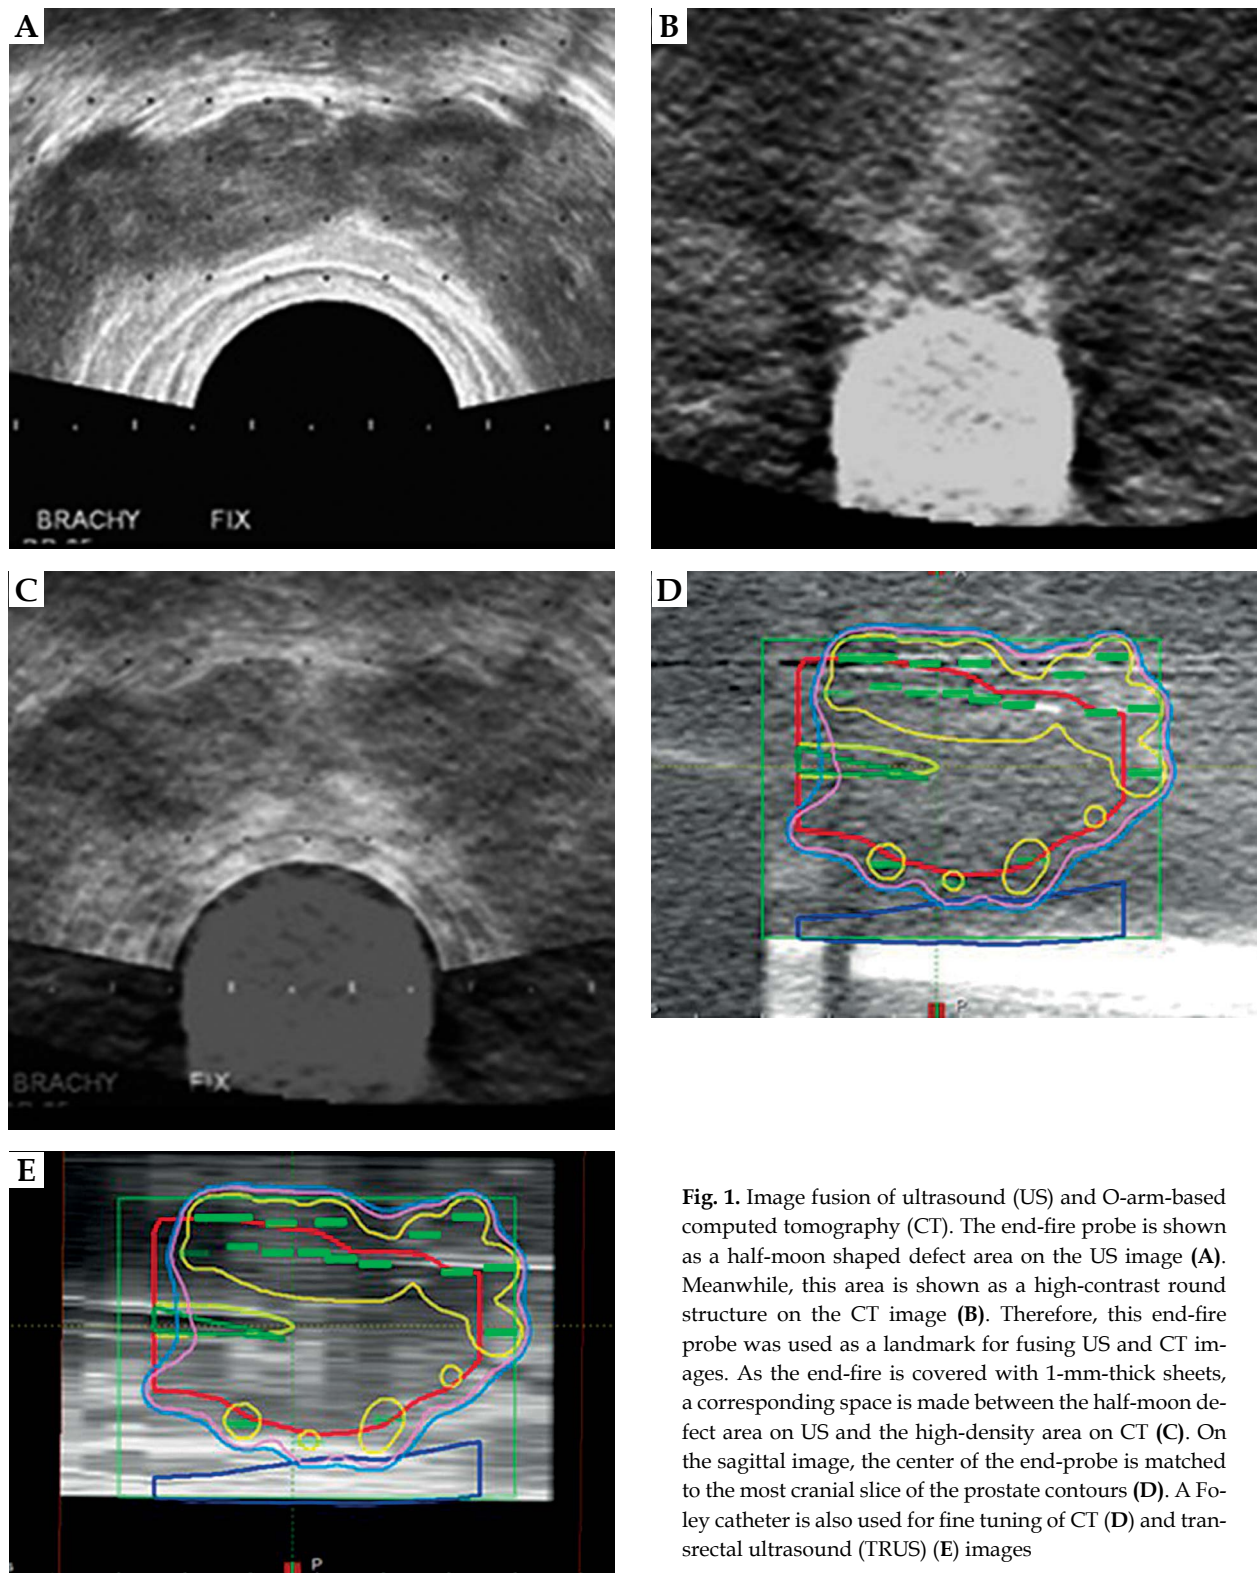 A
BRACHY FIX
B
C
BRACHY FIX
D
P
E
P
Fig. 1. Image fusion of ultrasound (US) and O-arm-based
computed tomography (CT). The end-fire probe is shown
as a half-moon shaped defect area on the US image (A).
Meanwhile, this area is shown as a high-contrast round
structure on the CT image (B). Therefore, this end-fire
probe was used as a landmark for fusing US and CT im-
ages. As the end-fire is covered with 1-mm-thick sheets,
a corresponding space is made between the half-moon de-
fect area on US and the high-density area on CT (C). On
the sagittal image, the center of the end-probe is matched
to the most cranial slice of the prostate contours (D). A Fo-
ley catheter is also used for fine tuning of CT (D) and tran-
srectal ultrasound (TRUS) (E) images